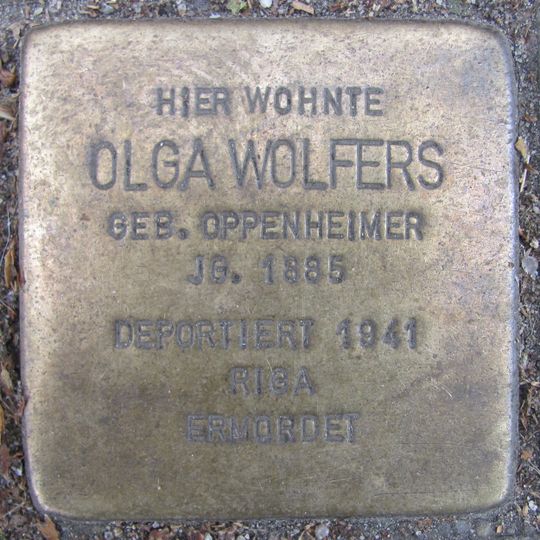 HIER WOHNTE
OLGA WOLFERS
GEB. OPPENHEIMER
JG. 1885
DEPORTIERT 1941
RIGA
ERMORDET